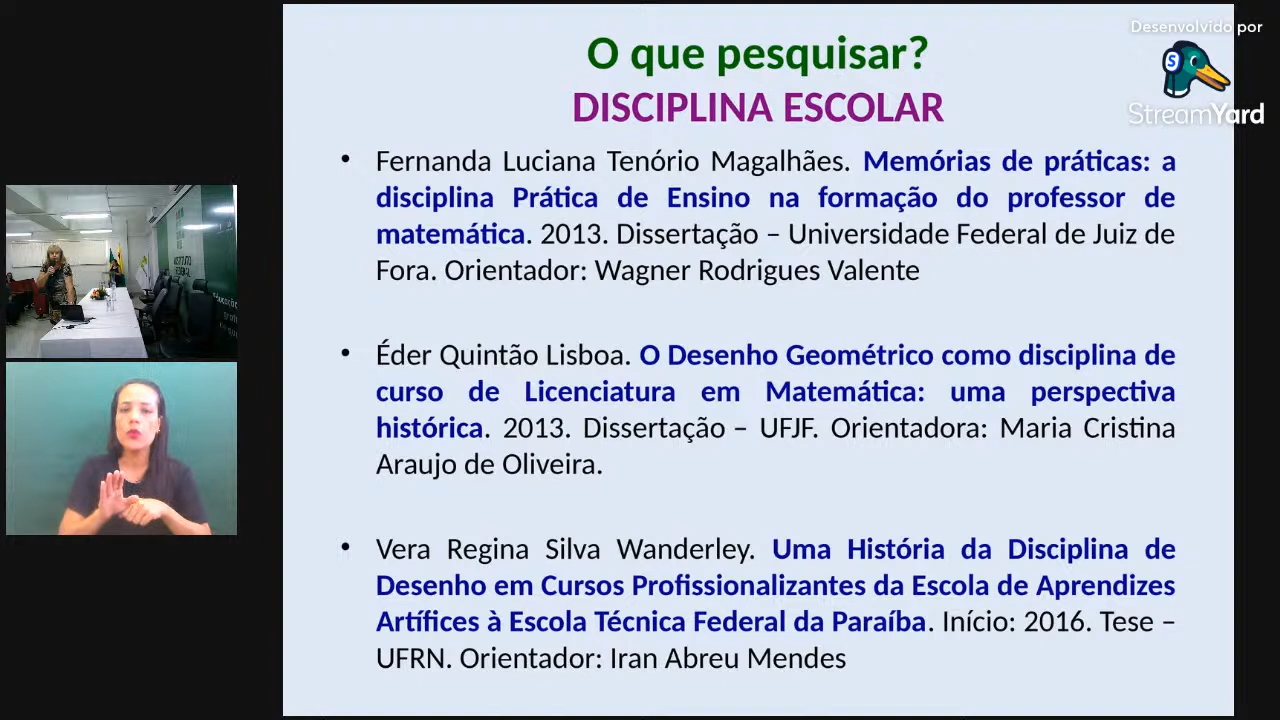 O que pesquisar?
DISCIPLINA ESCOLAR
• Fernanda Luciana Tenório Magalhães. Memórias de práticas: a
disciplina Prática de Ensino na formação do professor de
matemática. 2013. Dissertação – Universidade Federal de Juiz de
Fora. Orientador: Wagner Rodrigues Valente
• Éder Quintão Lisboa. O Desenho Geométrico como disciplina de
curso de Licenciatura em Matemática: uma perspectiva
histórica. 2013. Dissertação – UFJF. Orientadora: Maria Cristina
Araujo de Oliveira.
• Vera Regina Silva Wanderley. Uma História da Disciplina de
Desenho em Cursos Profissionalizantes da Escola de Aprendizes
Artífices à Escola Técnica Federal da Paraíba. Início: 2016. Tese –
UFRN. Orientador: Iran Abreu Mendes
Desenvolvido por
S
StreamYard